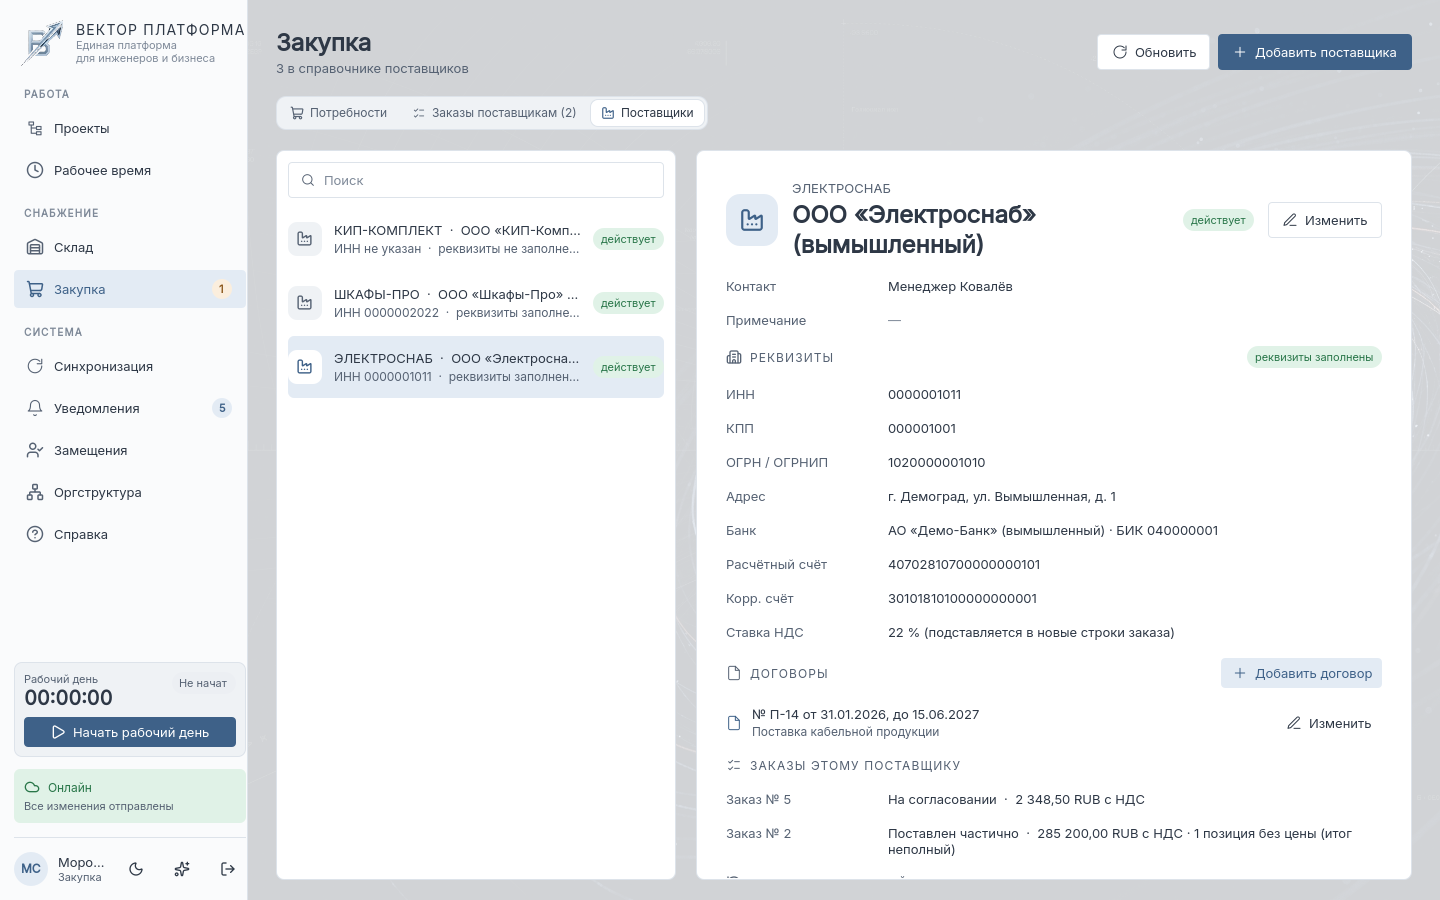 ВЕКТОР ПЛАТФОРМА
Единая платформа
для инженеров и бизнеса
РАБОТА
Проекты
Рабочее время
СНАБЖЕНИЕ
Склад
Закупка 1
СИСТЕМА
Синхронизация
Уведомления 5
Замещения
Оргструктура
Справка
Рабочий день
Не начат
00:00:00
Начать рабочий день
Онлайн
Все изменения отправлены
МС
Моро...
Закупка
Закупка
3 в справочнике поставщиков
Обновить
Добавить поставщика
Потребности
Заказы поставщикам (2)
Поставщики
Поиск
КИП-КОМПЛЕКТ · ООО «КИП-Комп...
ИНН не указан · реквизиты не заполне...
действует
ШКАФЫ-ПРО · ООО «Шкафы-Про» ...
ИНН 0000002022 · реквизиты заполне...
действует
ЭЛЕКТРОСНАБ · ООО «Электросна...
ИНН 0000001011 · реквизиты заполнен...
действует
ЭЛЕКТРОСНАБ
ООО «Электроснаб»
(вымышленный)
действует
Изменить
Контакт Менеджер Ковалёв
Примечание —
РЕКВИЗИТЫ реквизиты заполнены
ИНН 0000001011
КПП 000001001
ОГРН / ОГРНИП 1020000001010
Адрес г. Демоград, ул. Вымышленная, д. 1
Банк АО «Демо-Банк» (вымышленный) · БИК 040000001
Расчётный счёт 40702810700000000101
Корр. счёт 30101810100000000001
Ставка НДС 22 % (подставляется в новые строки заказа)
ДОГОВОРЫ Добавить договор
№ П-14 от 31.01.2026, до 15.06.2027
Поставка кабельной продукции
Изменить
ЗАКАЗЫ ЭТОМУ ПОСТАВЩИКУ
Заказ № 5 На согласовании · 2 348,50 RUB с НДС
Заказ № 2 Поставлен частично · 285 200,00 RUB с НДС · 1 позиция без цены (итог
неполный)